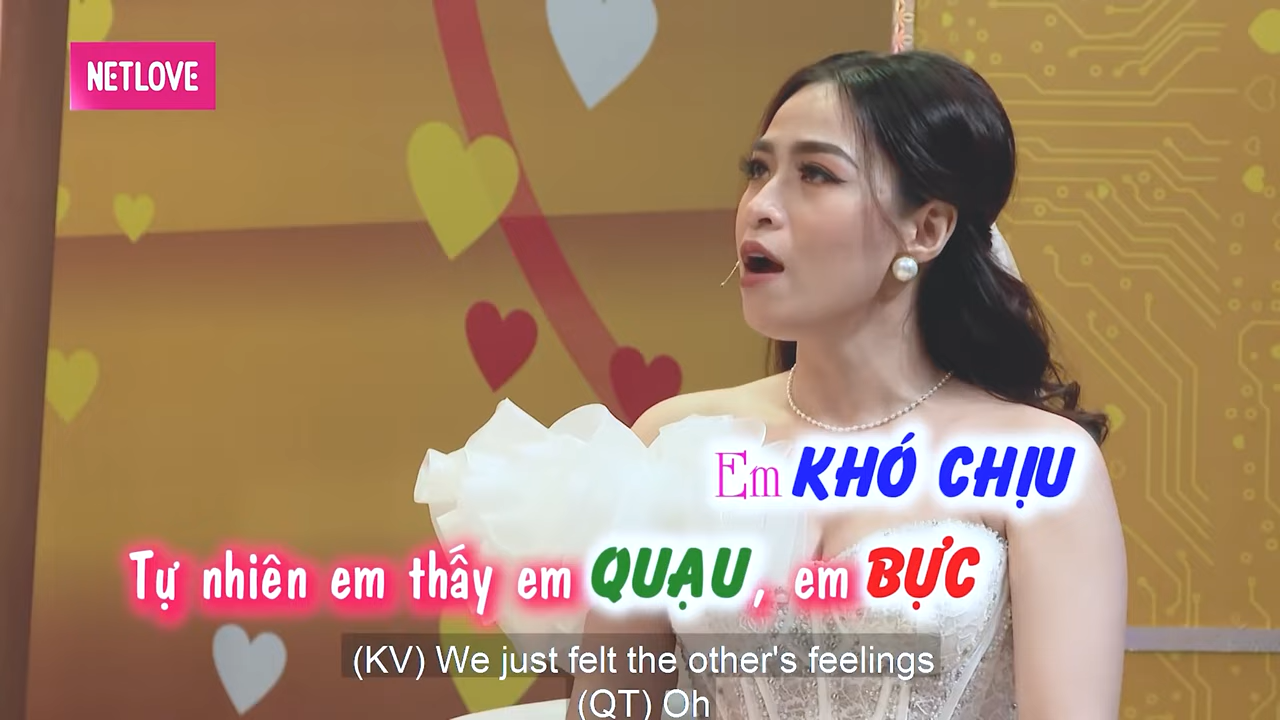 NETLOVE
Em KHÓ CHỊU
Tự nhiên em thấy em QUẠU, em BỰC
(KV) We just felt the other's feelings
(QT) Oh